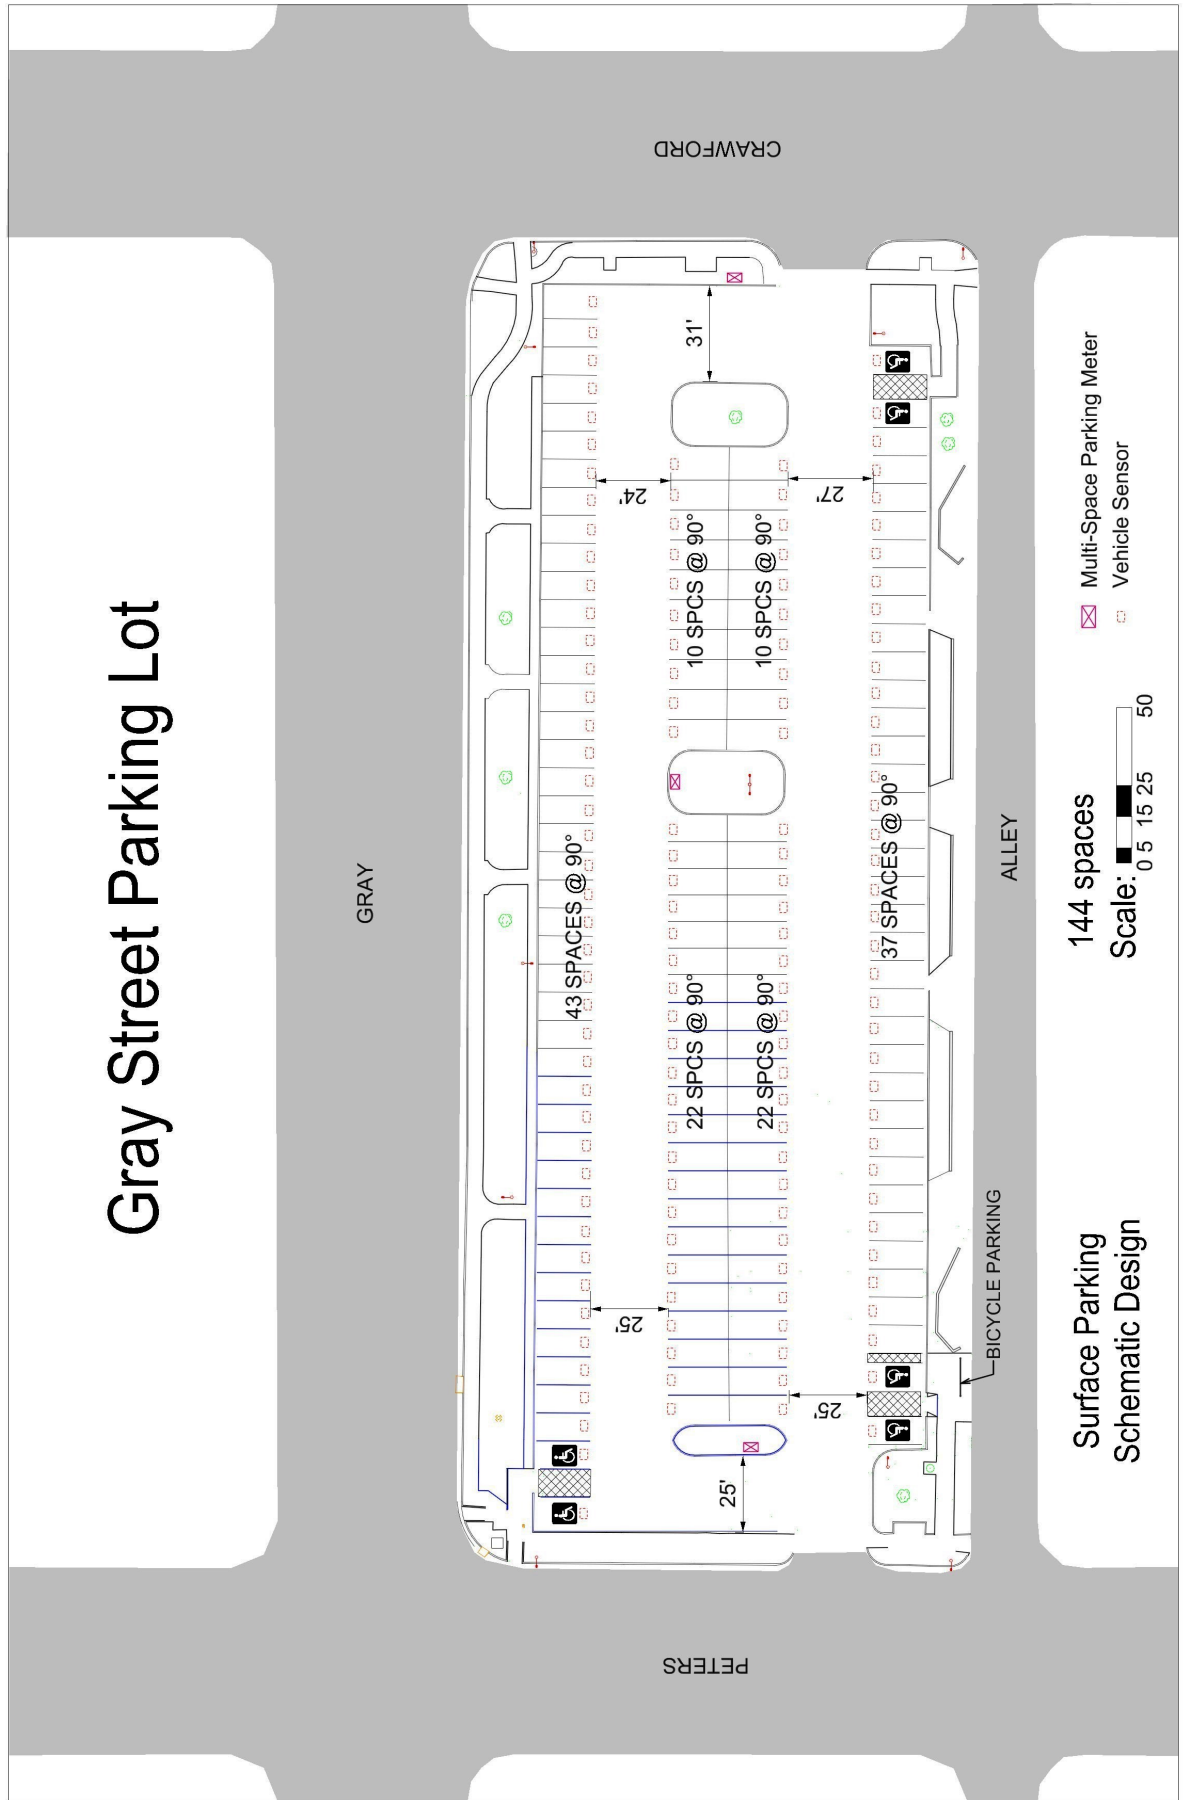 Gray Street Parking Lot
GRAY
PETERS
CRAWFORD
43 SPACES @ 90°
25'
24'
31'
22 SPCS @ 90°
10 SPCS @ 90°
22 SPCS @ 90°
10 SPCS @ 90°
25'
25'
27'
37 SPACES @ 90°
BICYCLE PARKING
ALLEY
Surface Parking
Schematic Design
144 spaces
Scale:
0 5 15 25 50
Multi-Space Parking Meter
Vehicle Sensor